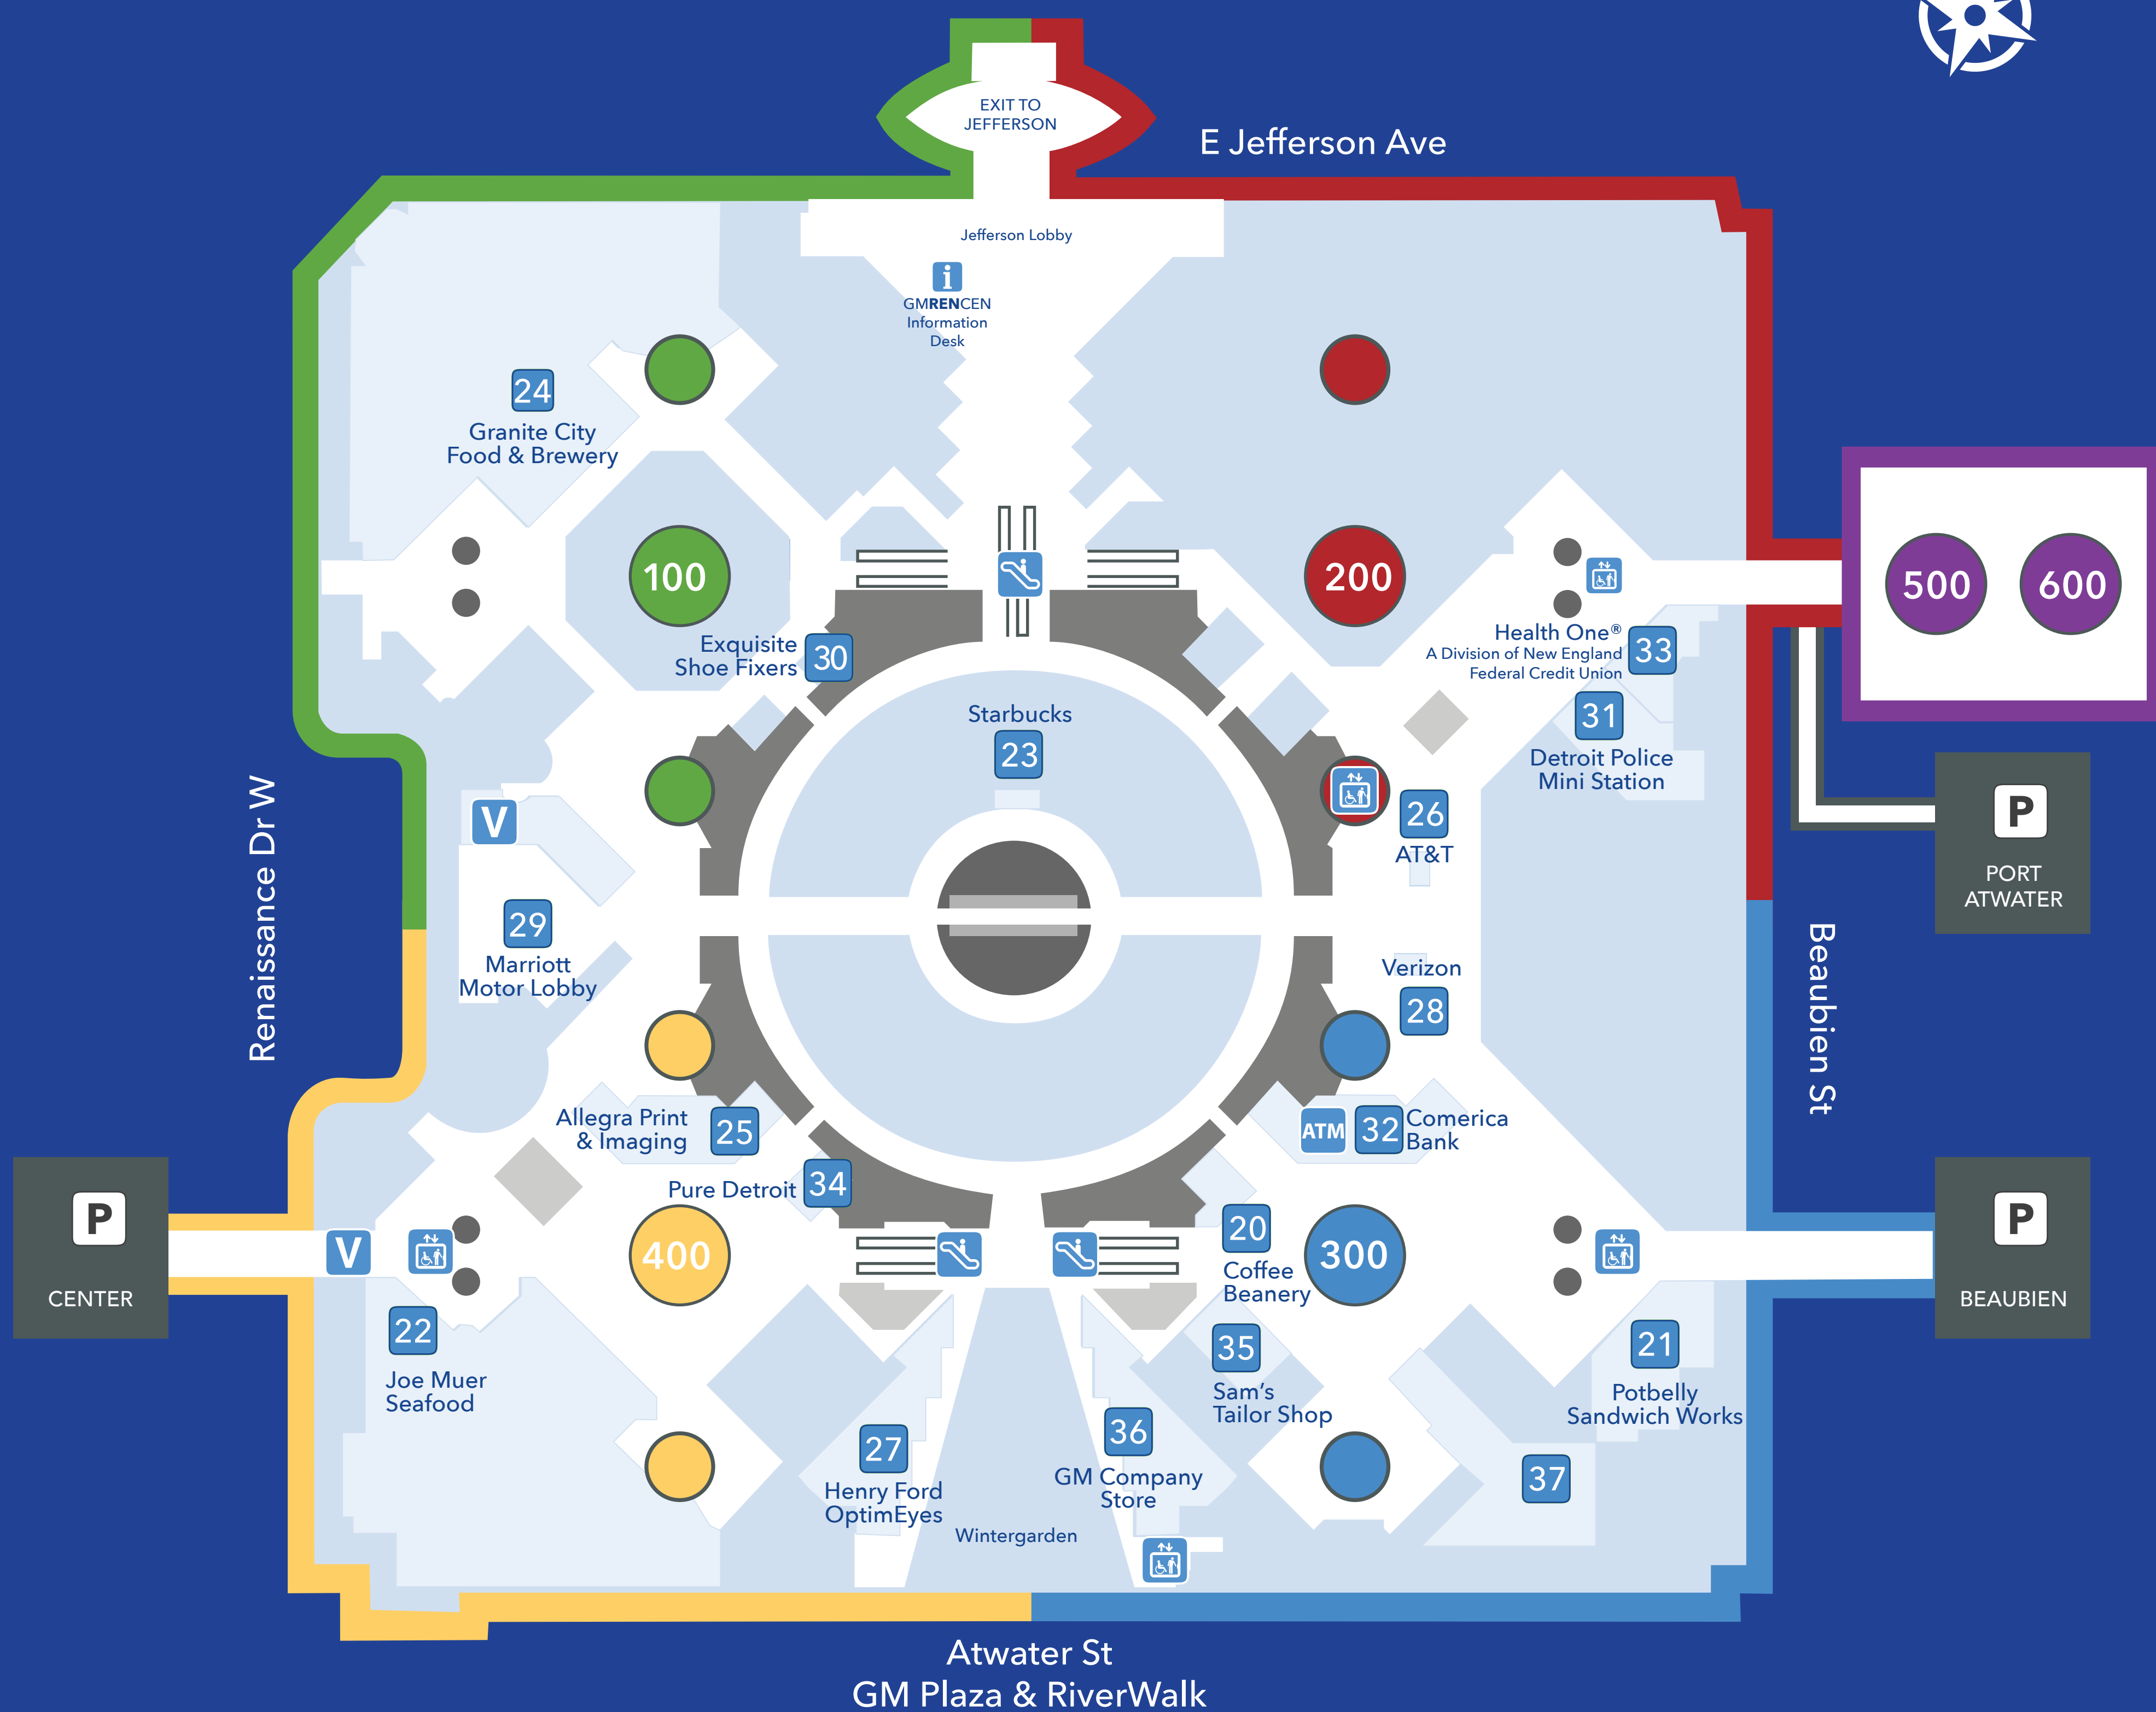 EXIT TO
JEFFERSON
E Jefferson Ave
Jefferson Lobby
i
GMRENCEN
Information
Desk
24
Granite City
Food & Brewery
100
200
500
600
Exquisite
Shoe Fixers
30
Health One®
A Division of New England
Federal Credit Union
33
Starbucks
23
31
Detroit Police
Mini Station
V
26
AT&T
P
PORT
ATWATER
Renaissance Dr W
29
Marriott
Motor Lobby
Verizon
28
Beaubien St
Allegra Print
& Imaging
25
ATM
32
Comerica
Bank
Pure Detroit
34
P
CENTER
V
400
20
Coffee
Beanery
300
P
BEAUBIEN
22
Joe Muer
Seafood
35
Sam’s
Tailor Shop
21
Potbelly
Sandwich Works
27
Henry Ford
OptimEyes
36
GM Company
Store
37
Wintergarden
Atwater St
GM Plaza & RiverWalk